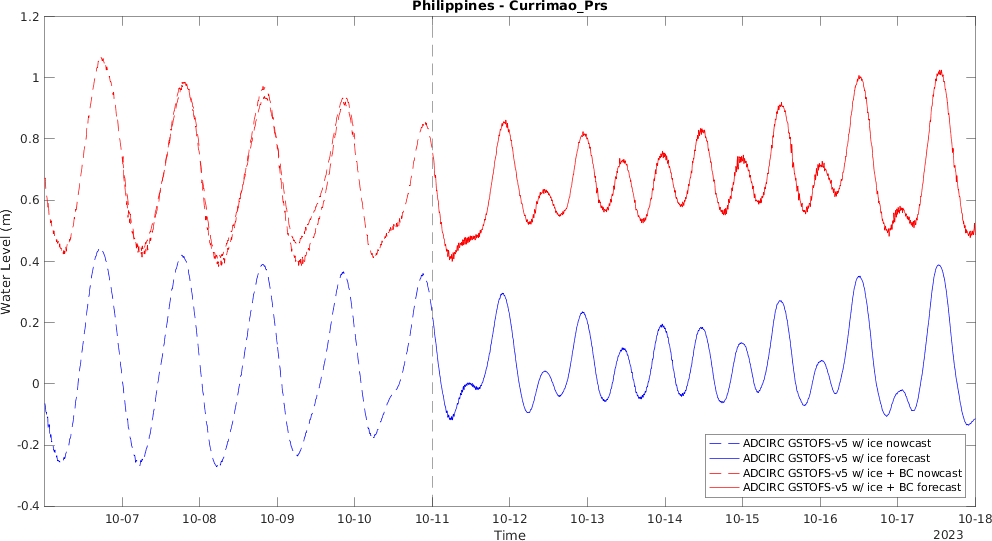 Philippines - Currimao_Prs
1.2
1
0.8
0.6
0.4
0.2
0
-0.2
-0.4
Water Level (m)
ADCIRC GSTOFS-v5 w/ ice nowcast
ADCIRC GSTOFS-v5 w/ ice forecast
ADCIRC GSTOFS-v5 w/ ice + BC nowcast
ADCIRC GSTOFS-v5 w/ ice + BC forecast
10-07 10-08 10-09 10-10 10-11 10-12 10-13 10-14 10-15 10-16 10-17 10-18
Time
2023